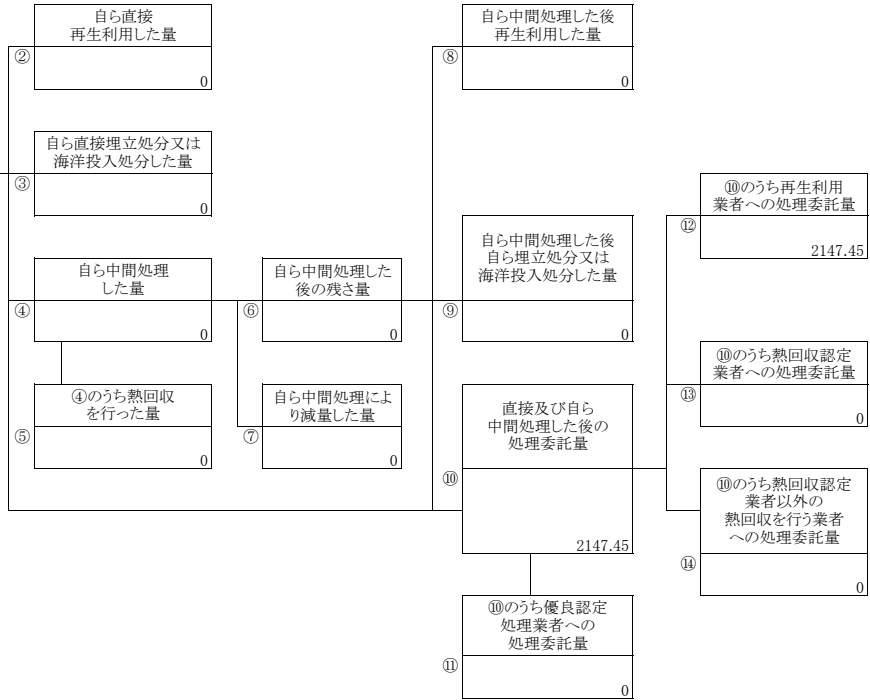 自ら直接
再生利用した量
②
0
自ら直接埋立処分又は
海洋投入処分した量
③
0
自ら中間処理
した量
④
0
④のうち熱回収
を行った量
⑤
0
自ら中間処理した
後の残さ量
⑥
0
自ら中間処理によ
り減量した量
⑦
0
自ら中間処理した後
再生利用した量
⑧
0
自ら中間処理した後
自ら埋立処分又は
海洋投入処分した量
⑨
0
直接及び自ら
中間処理した後の
処理委託量
⑩
2147.45
⑩のうち優良認定
処理業者への
処理委託量
⑪
0
⑩のうち再生利用
業者への処理委託量
⑫
2147.45
⑩のうち熱回収認定
業者への処理委託量
⑬
0
⑩のうち熱回収認定
業者以外の
熱回収を行う業者
への処理委託量
⑭
0